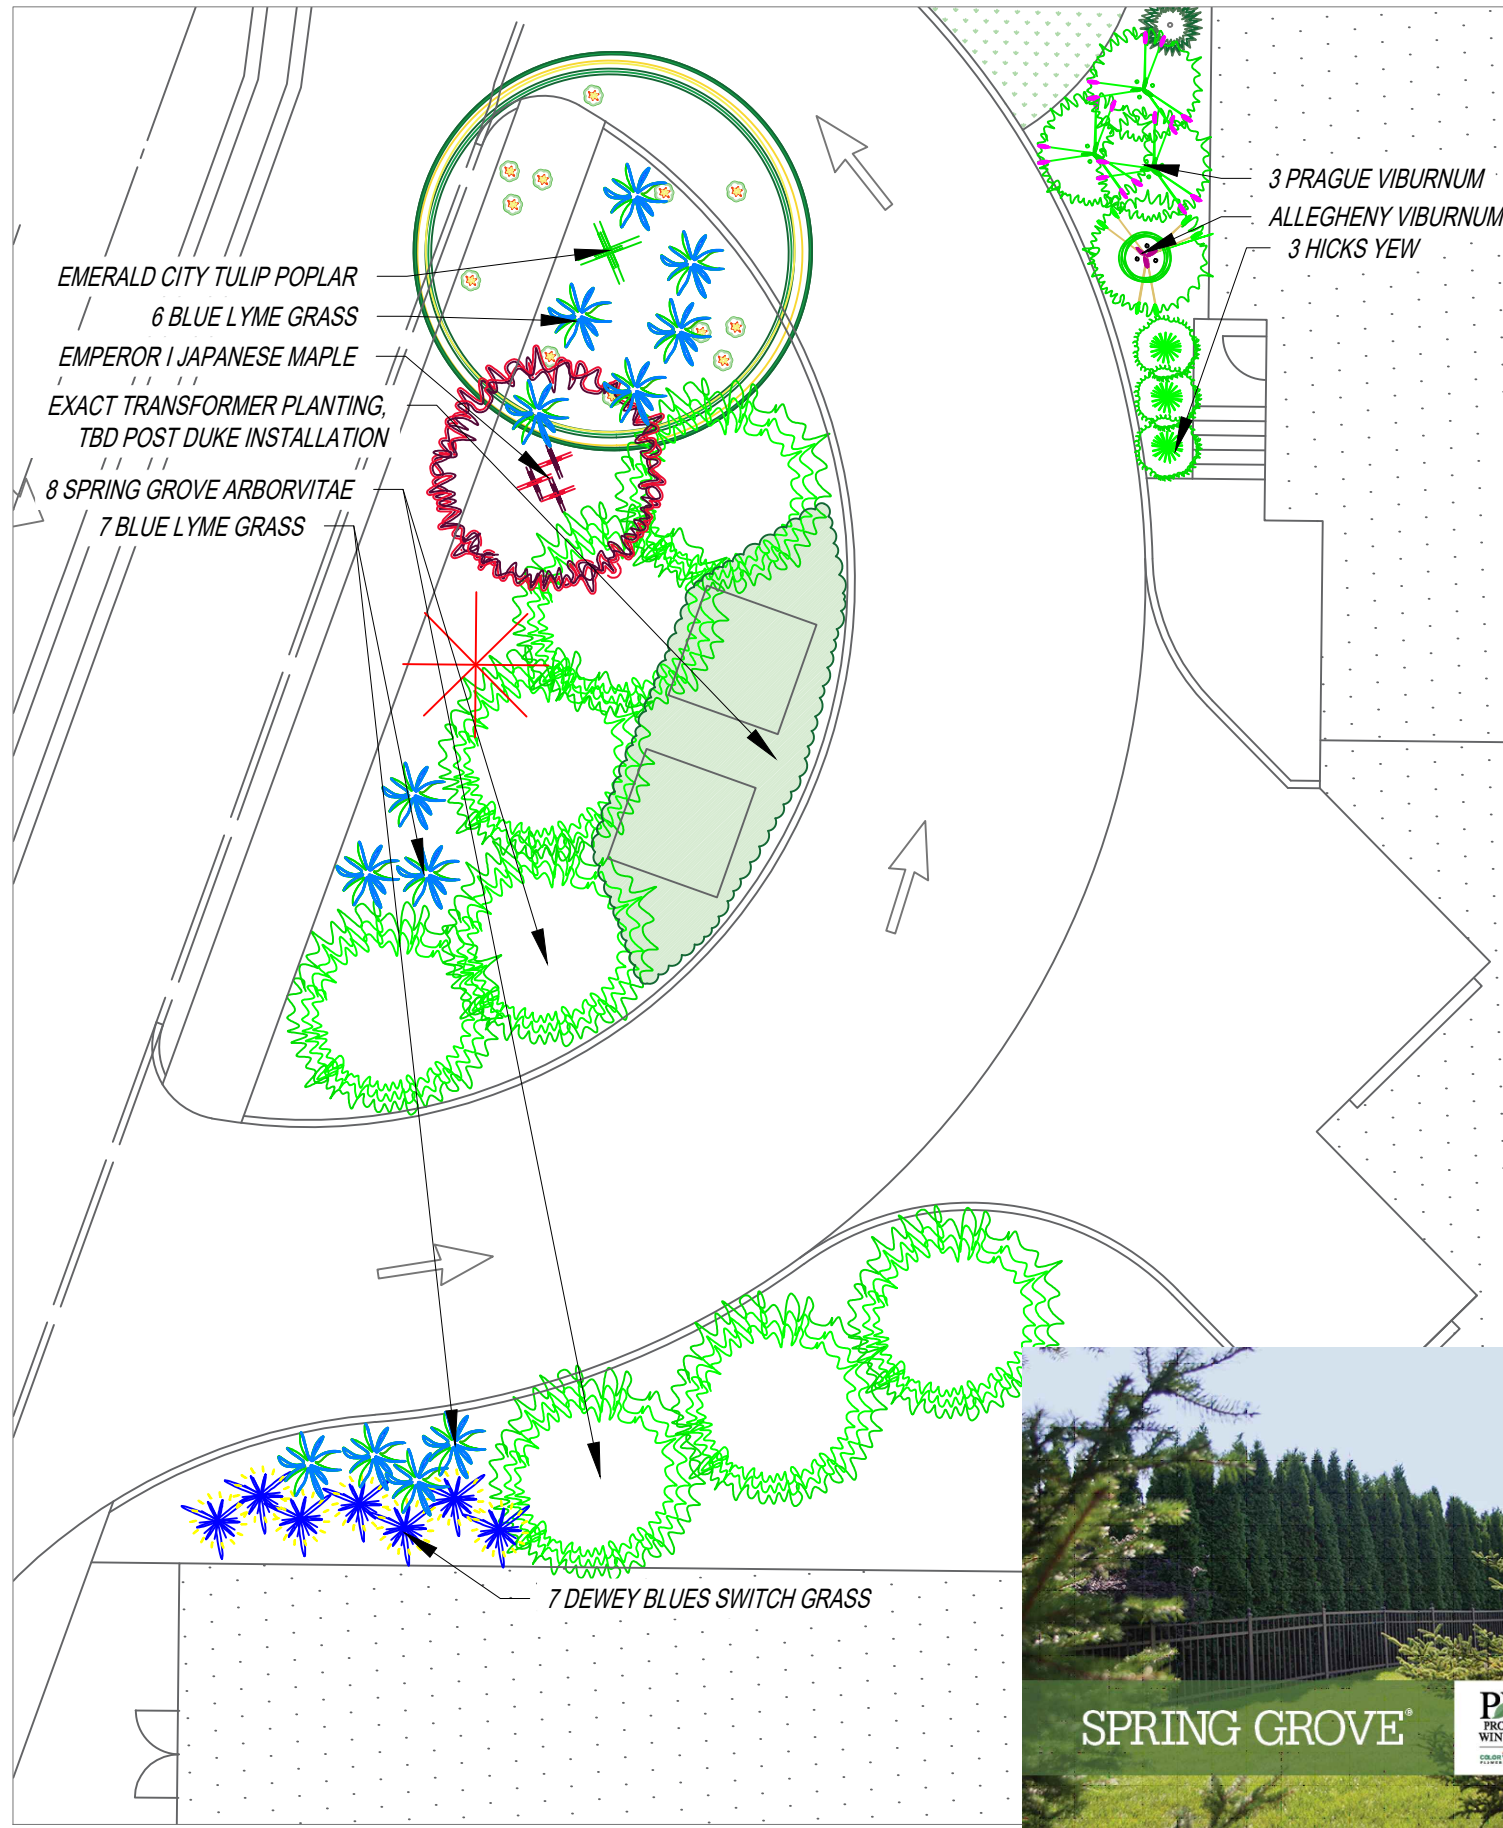 3 PRAGUE VIBURNUM
ALLEGHENY VIBURNUM
3 HICKS YEW
EMERALD CITY TULIP POPLAR
6 BLUE LYME GRASS
EMPEROR I JAPANESE MAPLE
EXACT TRANSFORMER PLANTING,
TBD POST DUKE INSTALLATION
8 SPRING GROVE ARBORVITAE
7 BLUE LYME GRASS
7 DEWEY BLUES SWITCH GRASS
SPRING GROVE®